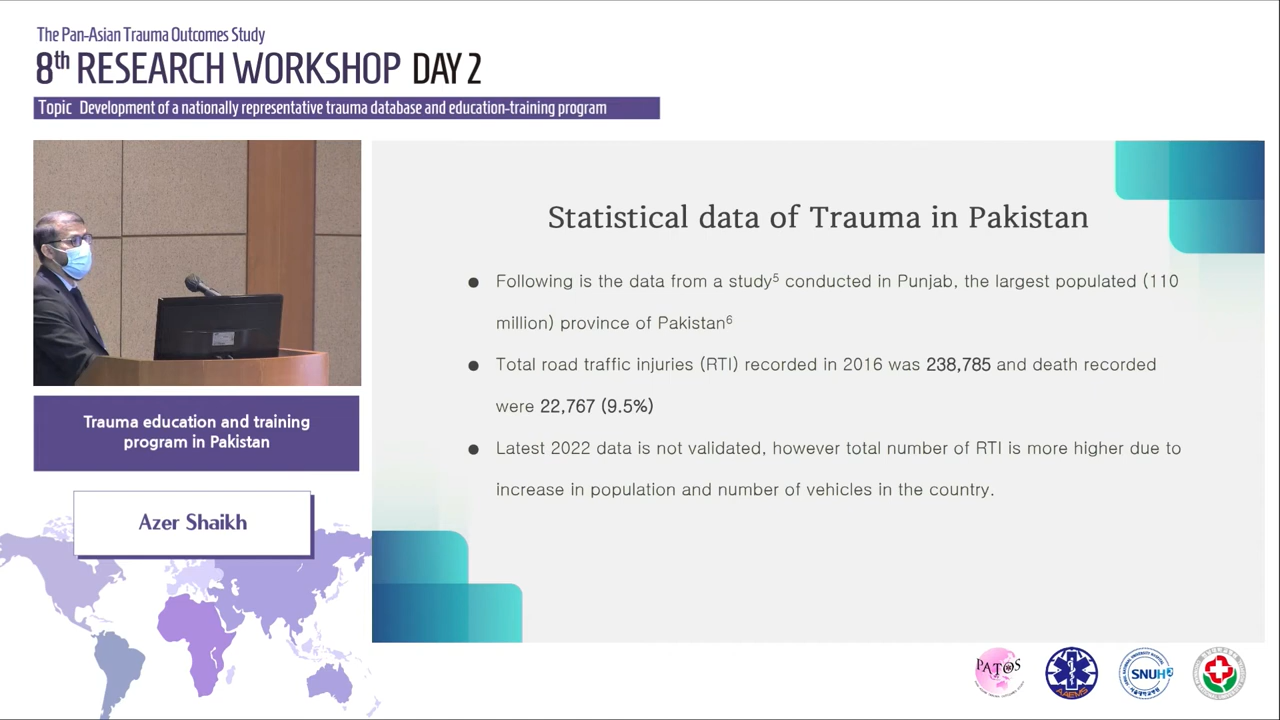 The Pan-Asian Trauma Outcomes Study
8th RESEARCH WORKSHOP DAY 2
Topic Development of a nationally representative trauma database and education-training program
Statistical data of Trauma in Pakistan
● Following is the data from a study5 conducted in Punjab, the largest populated (110
million) province of Pakistan6
● Total road traffic injuries (RTI) recorded in 2016 was 238,785 and death recorded
were 22,767 (9.5%)
● Latest 2022 data is not validated, however total number of RTI is more higher due to
increase in population and number of vehicles in the country.
Trauma education and training
program in Pakistan
Azer Shaikh
PATOS
AAEMS
SNUH